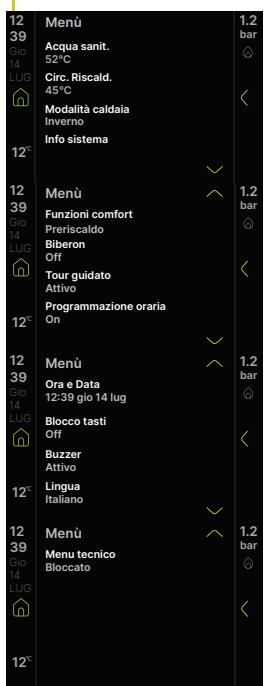 12
39
Gio
14
LUG
12°C
Menù
Acqua sanit.
52°C
Circ. Riscald.
45°C
Modalità caldaia
Inverno
Info sistema
1.2
bar
12
39
Gio
14
LUG
12°C
Menù
Funzioni comfort
Preriscaldo
Biberon
Off
Tour guidato
Attivo
Programmazione oraria
On
1.2
bar
12
39
Gio
14
LUG
12°C
Menù
Ora e Data
12:39 gio 14 lug
Blocco tasti
Off
Buzzer
Attivo
Lingua
Italiano
1.2
bar
12
39
Gio
14
LUG
12°C
Menù
Menu tecnico
Bloccato
1.2
bar